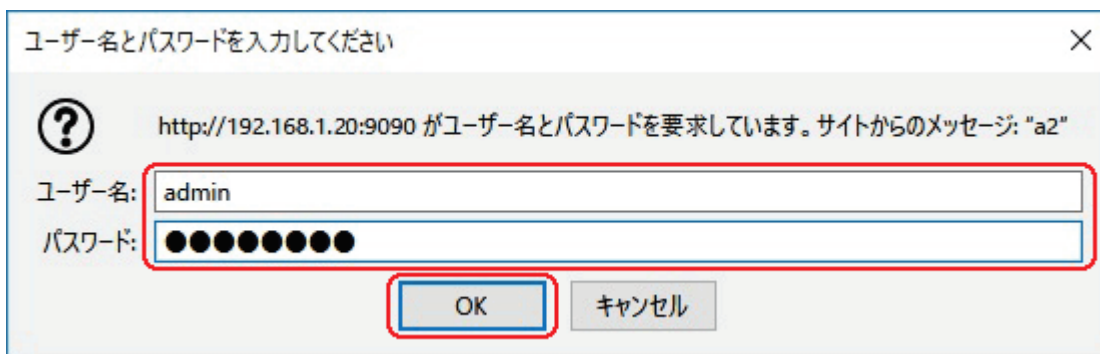 ユーザー名とパスワードを入力してください
http://192.168.1.20:9090 がユーザー名とパスワードを要求しています。サイトからのメッセージ: “a2”
ユーザー名: admin
パスワード: ●●●●●●●●
OK キャンセル